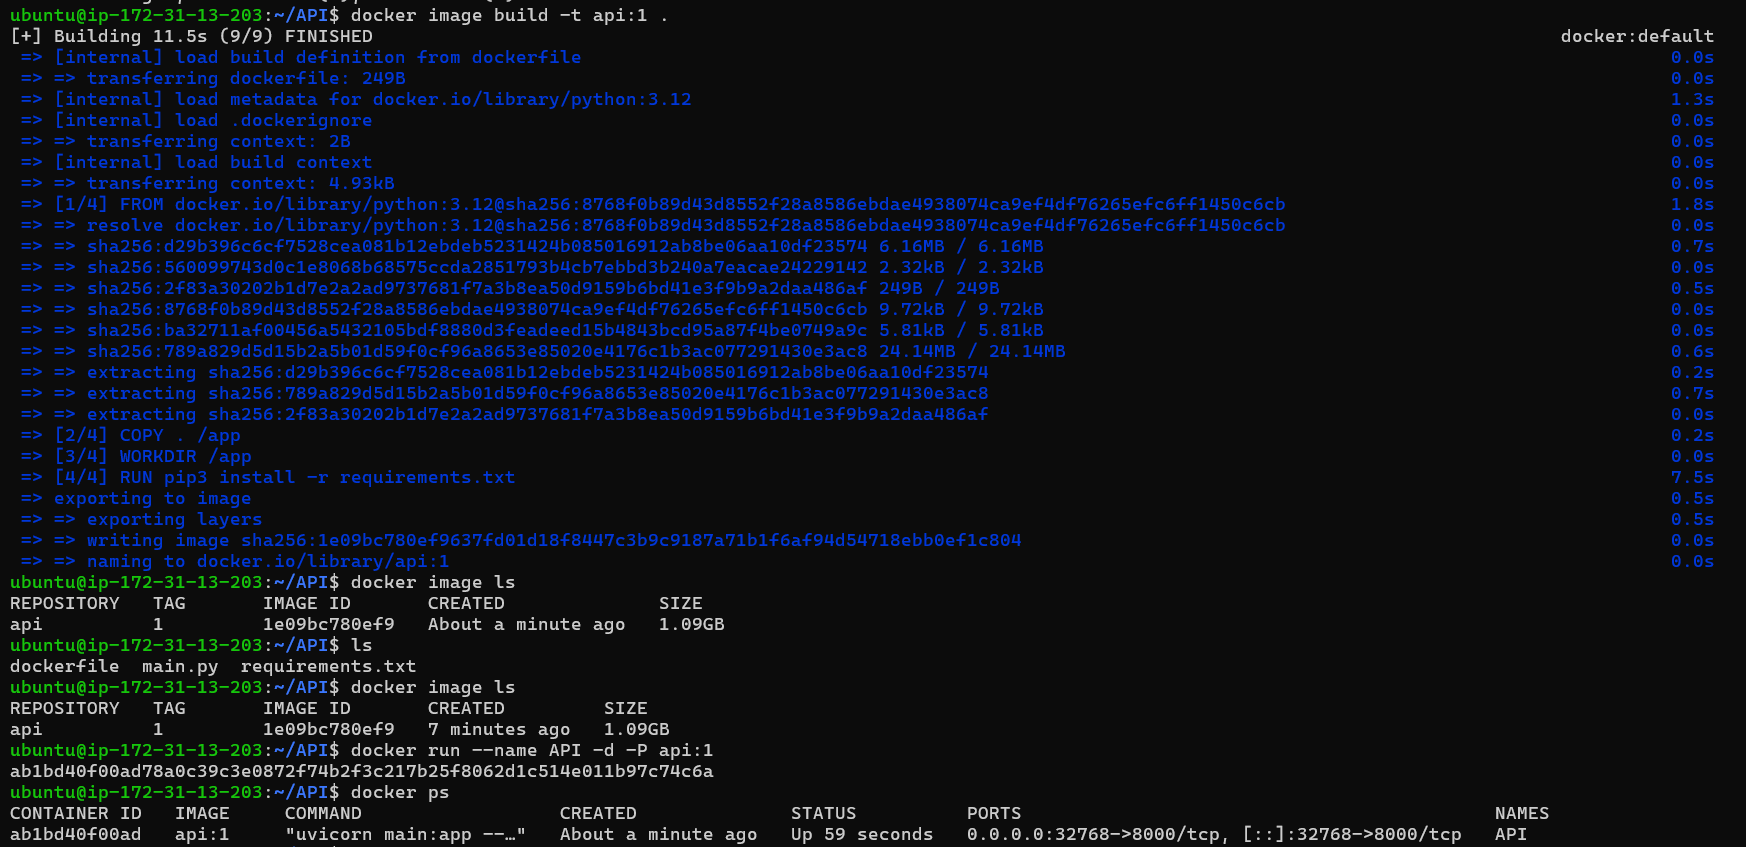 ubuntu@ip-172-31-13-203:~/API$ docker image build -t api:1 .
[+] Building 11.5s (9/9) FINISHED docker:default
=> [internal] load build definition from dockerfile 0.0s
=> => transferring dockerfile: 249B 0.0s
=> [internal] load metadata for docker.io/library/python:3.12 1.3s
=> [internal] load .dockerignore 0.0s
=> => transferring context: 2B 0.0s
=> [internal] load build context 0.0s
=> => transferring context: 4.93kB 0.0s
=> [1/4] FROM docker.io/library/python:3.12@sha256:8768f0b89d43d8552f28a8586ebdae4938074ca9ef4df76265efc6ff1450c6cb 1.8s
=> => resolve docker.io/library/python:3.12@sha256:8768f0b89d43d8552f28a8586ebdae4938074ca9ef4df76265efc6ff1450c6cb 0.0s
=> => sha256:d29b396c6cf7528cea081b12ebdeb5231424b085016912ab8be06aa10df23574 6.16MB / 6.16MB 0.7s
=> => sha256:560099743d0c1e8068b68575ccda2851793b4cb7ebbd3b240a7eacae24229142 2.32kB / 2.32kB 0.0s
=> => sha256:2f83a30202b1d7e2a2ad9737681f7a3b8ea50d9159b6bd41e3f9b9a2daa486af 249B / 249B 0.5s
=> => sha256:8768f0b89d43d8552f28a8586ebdae4938074ca9ef4df76265efc6ff1450c6cb 9.72kB / 9.72kB 0.0s
=> => sha256:ba32711af00456a5432105bdf8880d3feadeed15b4843bcd95a87f4be0749a9c 5.81kB / 5.81kB 0.0s
=> => sha256:789a829d5d15b2a5b01d59f0cf96a8653e85020e4176c1b3ac077291430e3ac8 24.14MB / 24.14MB 0.6s
=> => extracting sha256:d29b396c6cf7528cea081b12ebdeb5231424b085016912ab8be06aa10df23574 0.2s
=> => extracting sha256:789a829d5d15b2a5b01d59f0cf96a8653e85020e4176c1b3ac077291430e3ac8 0.7s
=> => extracting sha256:2f83a30202b1d7e2a2ad9737681f7a3b8ea50d9159b6bd41e3f9b9a2daa486af 0.0s
=> [2/4] COPY . /app 0.2s
=> [3/4] WORKDIR /app 0.0s
=> [4/4] RUN pip3 install -r requirements.txt 7.5s
=> exporting to image 0.5s
=> => exporting layers 0.5s
=> => writing image sha256:1e09bc780ef9637fd01d18f8447c3b9c9187a71b1f6af94d54718ebb0ef1c804 0.0s
=> => naming to docker.io/library/api:1 0.0s
ubuntu@ip-172-31-13-203:~/API$ docker image ls
REPOSITORY TAG IMAGE ID CREATED SIZE
api 1 1e09bc780ef9 About a minute ago 1.09GB
ubuntu@ip-172-31-13-203:~/API$ ls
dockerfile main.py requirements.txt
ubuntu@ip-172-31-13-203:~/API$ docker image ls
REPOSITORY TAG IMAGE ID CREATED SIZE
api 1 1e09bc780ef9 7 minutes ago 1.09GB
ubuntu@ip-172-31-13-203:~/API$ docker run --name API -d -P api:1
ab1bd40f00ad78a0c39c3e0872f74b2f3c217b25f8062d1c514e011b97c74c6a
ubuntu@ip-172-31-13-203:~/API$ docker ps
CONTAINER ID IMAGE COMMAND CREATED STATUS PORTS NAMES
ab1bd40f00ad api:1 "uvicorn main:app --…" About a minute ago Up 59 seconds 0.0.0.0:32768->8000/tcp, [::]:32768->8000/tcp API